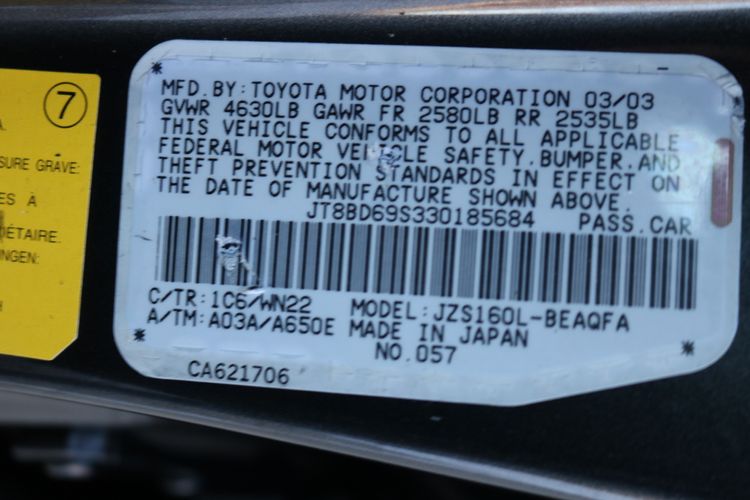 7
A.
SURE GRAVE:
ES À
ÉTAIRE.
NGEN:
H
MFD.BY:TOYOTA MOTOR CORPORATION 03/03
GVWR 4630LB GAWR FR 2580LB RR 2535LB
THIS VEHICLE CONFORMS TO ALL APPLICABLE
FEDERAL MOTOR VEHICLE SAFETY.BUMPER.AND
THEFT PREVENTION STANDARDS IN EFFECT ON
THE DATE OF MANUFACTURE SHOWN ABOVE.
JT8BD69S330185684 PASS.CAR
C/TR:1C6/WN22 MODEL:JZS160L-BEAQFA
A/TM:A03A/A650E MADE IN JAPAN
NO.057
CA621706